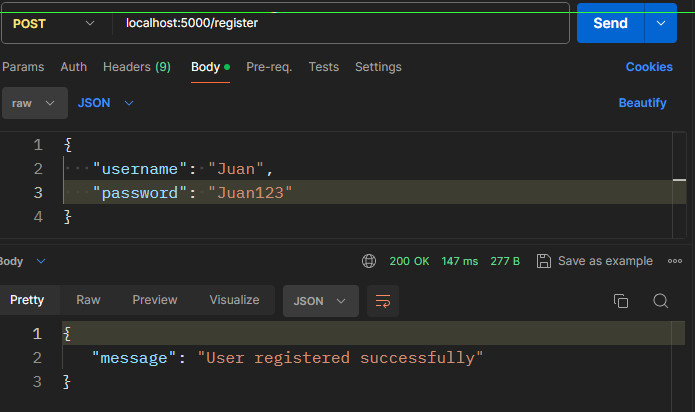 POST localhost:5000/register Send
Params Auth Headers (9) Body Pre-req. Tests Settings Cookies
raw JSON Beautify
1 {
2 "username": "Juan",
3 "password": "Juan123"
4 }
Body 200 OK 147 ms 277 B Save as example
Pretty Raw Preview Visualize JSON
1 {
2 "message": "User registered successfully"
3 }